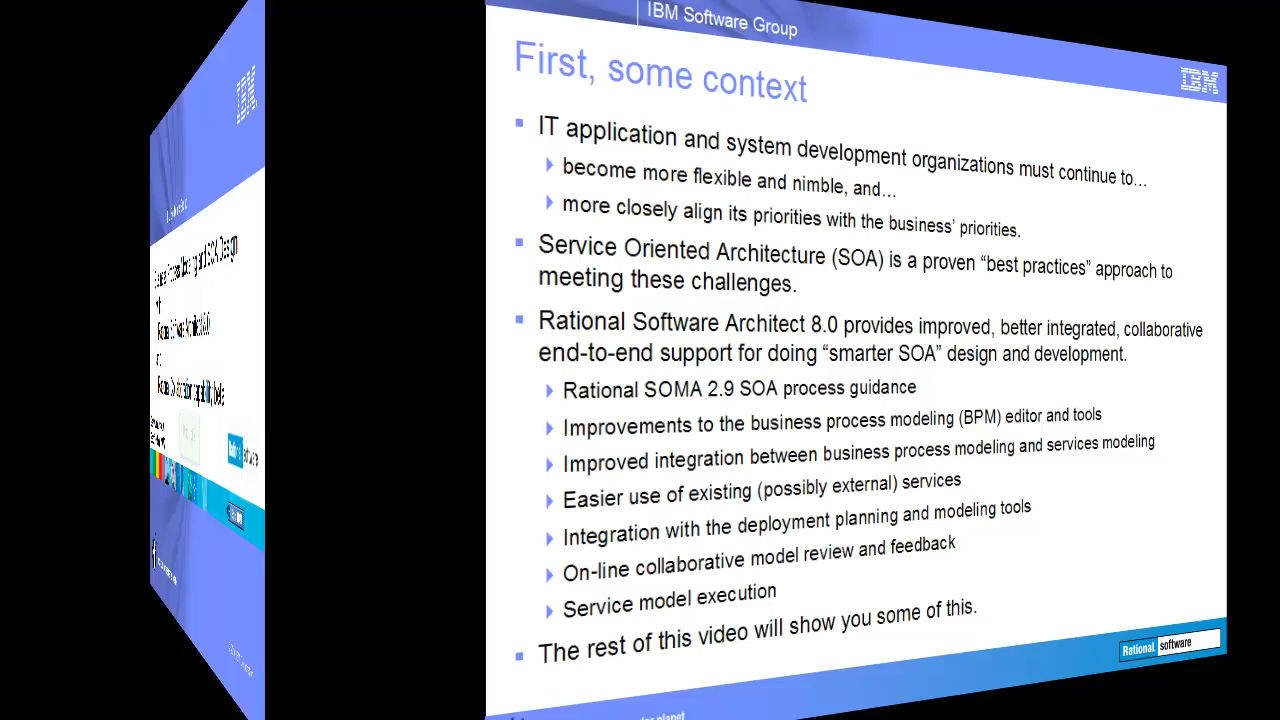 IBM
IBM Software Group
IBM
First, some context
IT application and system development organizations must continue to…
become more flexible and nimble, and…
more closely align its priorities with the business’ priorities.
Service Oriented Architecture (SOA) is a proven “best practices” approach to
meeting these challenges.
Rational Software Architect 8.0 provides improved, better integrated, collaborative
end-to-end support for doing “smarter SOA” design and development.
Rational SOMA 2.9 SOA process guidance
Improvements to the business process modeling (BPM) editor and tools
Improved integration between business process modeling and services modeling
Easier use of existing (possibly external) services
Integration with the deployment planning and modeling tools
On-line collaborative model review and feedback
Service model execution
The rest of this video will show you some of this.
Rational software
planet